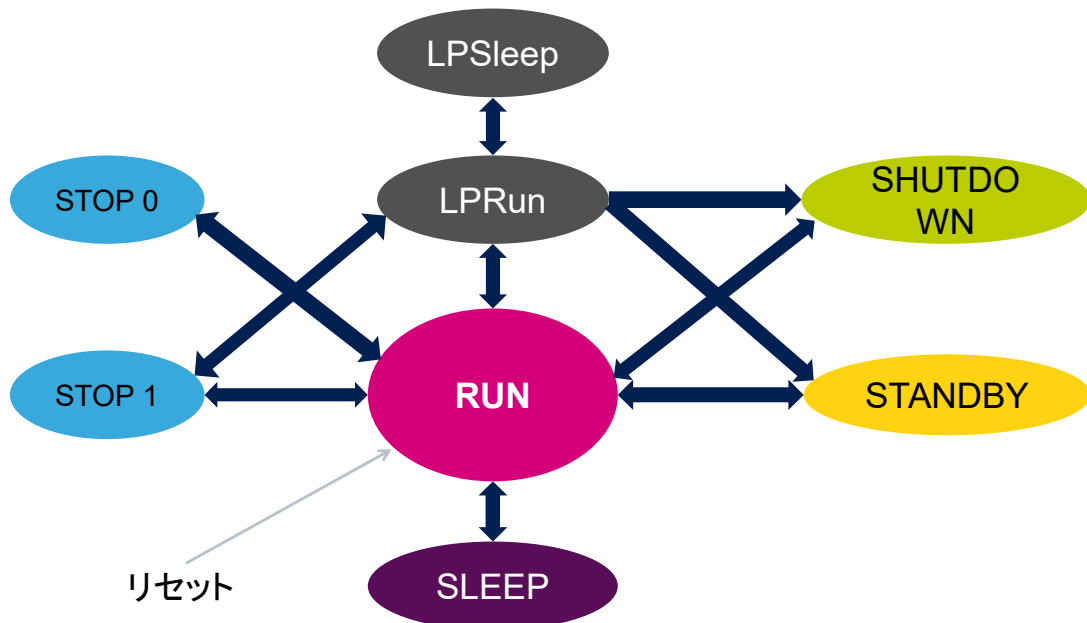 LPSleep
STOP 0
LPRun
SHUTDO
WN
STOP 1
RUN
STANDBY
リセット
SLEEP